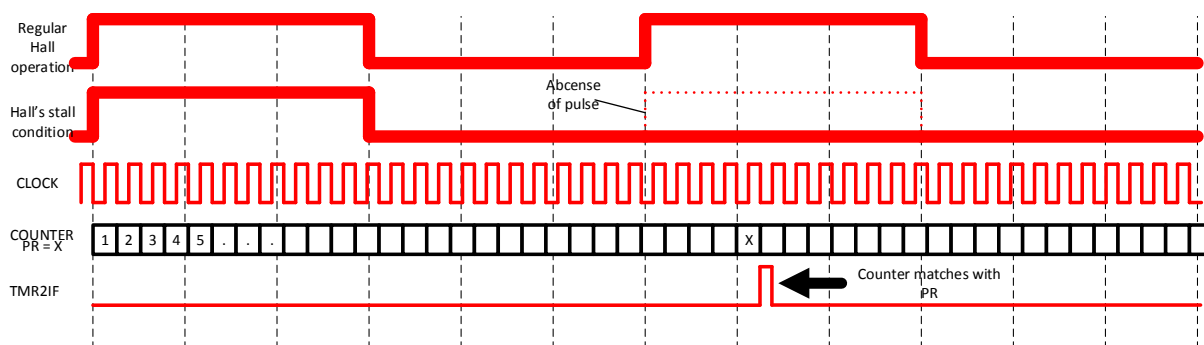 Regular
Hall
operation
Abcense
of pulse
Hall's stall
condition
CLOCK
COUNTER
PR = X
1 2 3 4 5 . . . X
TMR2IF
Counter matches with
PR